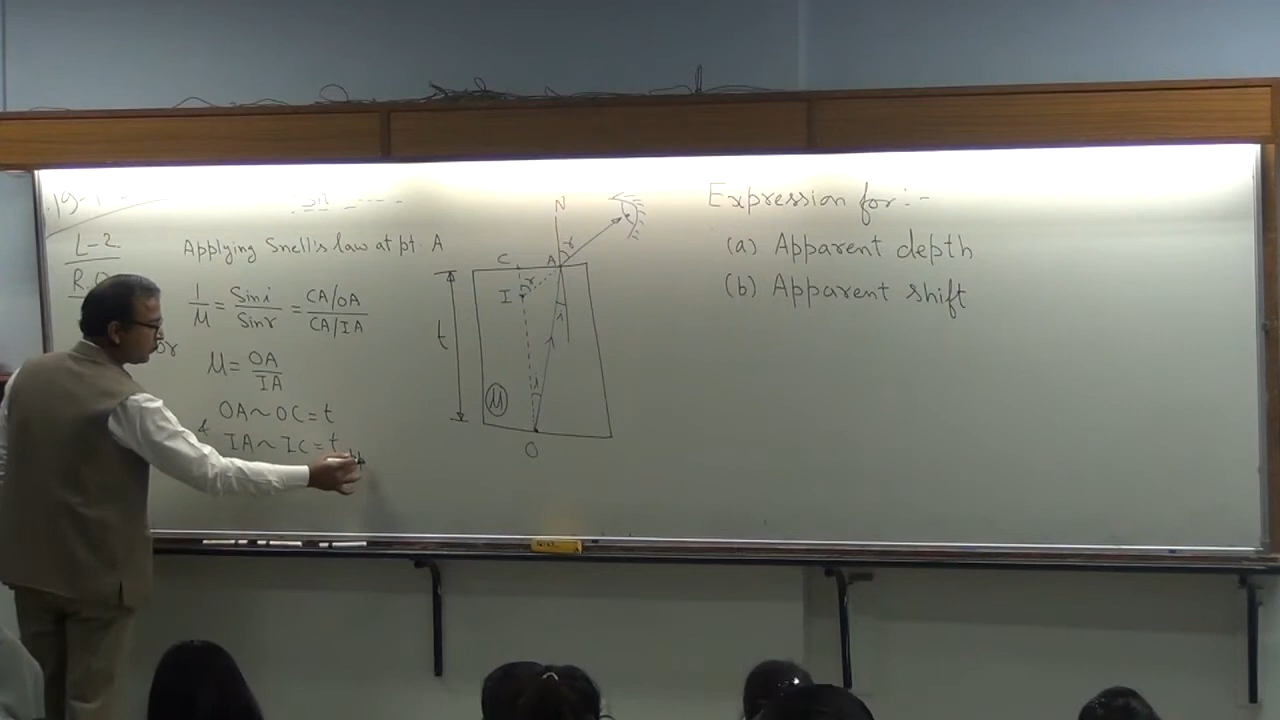 L-2
Applying Snell's law at pt. A
1/μ = Sin i/Sin r = CA/OA/CA/IA
or
μ = OA/IA
OA ~ OC = t
& IA ~ IC = t
N
r
C A
I r
i
t
i
μ
O
Expression for :-
(a) Apparent depth
(b) Apparent shift